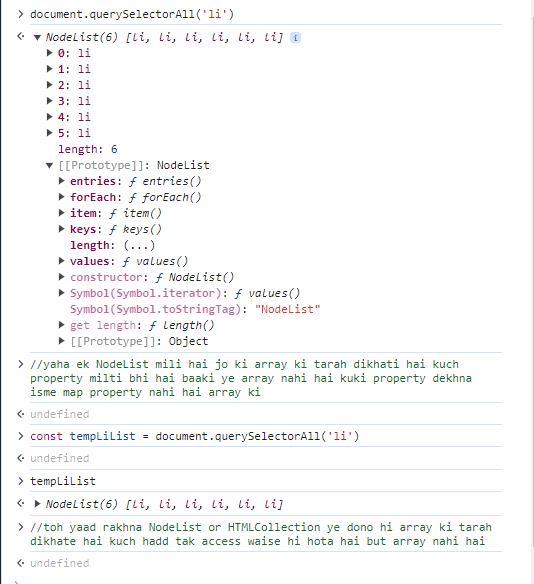 > document.querySelectorAll('li')
<· ▼ NodeList(6) [li, li, li, li, li, li] i
▶ 0: li
▶ 1: li
▶ 2: li
▶ 3: li
▶ 4: li
▶ 5: li
length: 6
▼ [[Prototype]]: NodeList
▶ entries: ƒ entries()
▶ forEach: ƒ forEach()
▶ item: ƒ item()
▶ keys: ƒ keys()
length: (...)
▶ values: ƒ values()
▶ constructor: ƒ NodeList()
▶ Symbol(Symbol.iterator): ƒ values()
Symbol(Symbol.toStringTag): "NodeList"
▶ get length: ƒ length()
▶ [[Prototype]]: Object
> //yaha ek NodeList mili hai jo ki array ki tarah dikhati hai kuch
property milti bhi hai baaki ye array nahi hai kuki property dekhna
isme map property nahi hai array ki
<· undefined
> const tempLiList = document.querySelectorAll('li')
<· undefined
> tempLiList
<· ▶ NodeList(6) [li, li, li, li, li, li]
> //toh yaad rakhna NodeList or HTMLCollection ye dono hi array ki tarah
dikhate hai kuch hadd tak access waise hi hota hai but array nahi hai
<· undefined